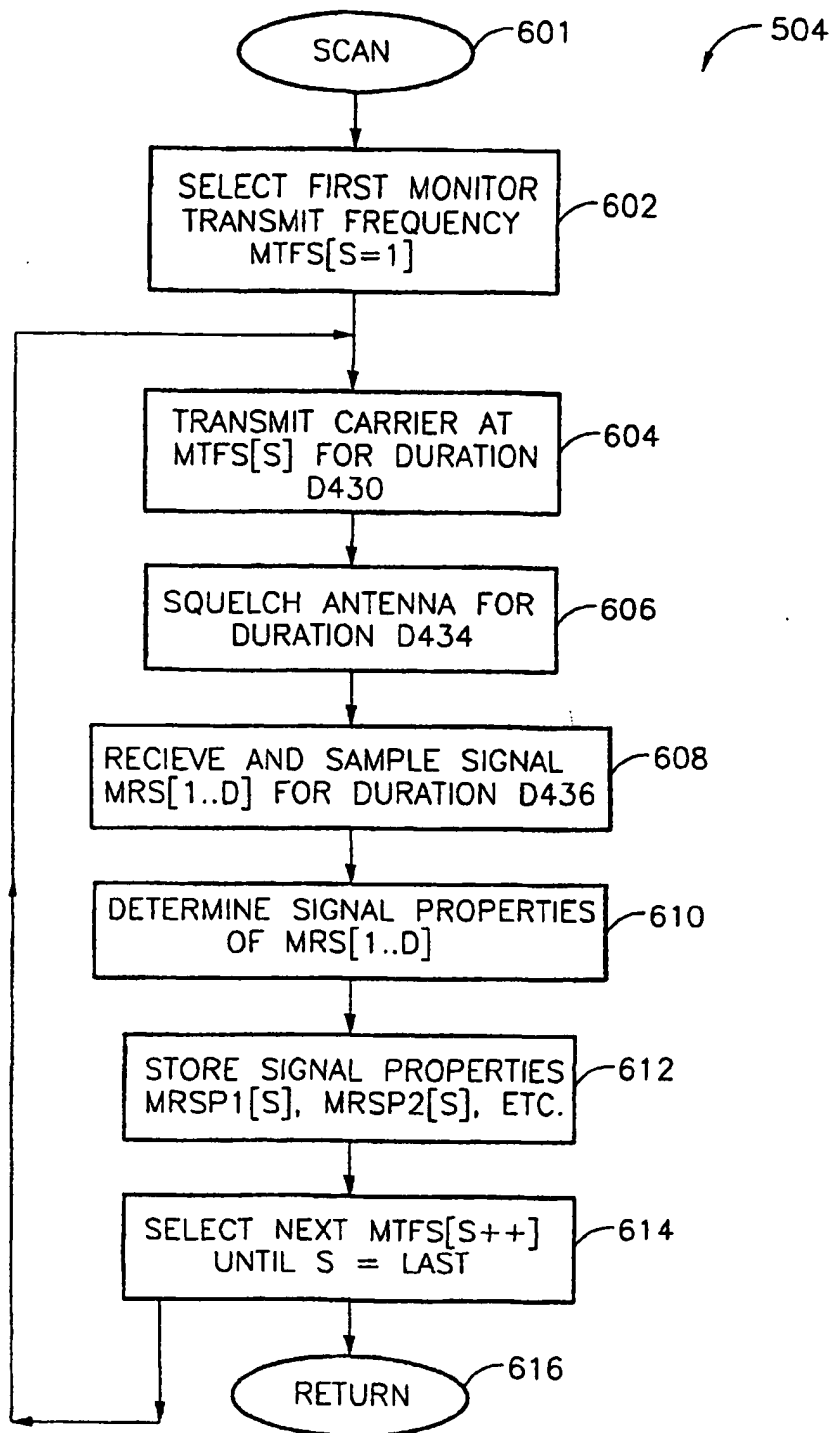 SCAN
601
504
SELECT FIRST MONITOR
TRANSMIT FREQUENCY
MTFS[S=1]
602
TRANSMIT CARRIER AT
MTFS[S] FOR DURATION
D430
604
SQUELCH ANTENNA FOR
DURATION D434
606
RECIEVE AND SAMPLE SIGNAL
MRS[1..D] FOR DURATION D436
608
DETERMINE SIGNAL PROPERTIES
OF MRS[1..D]
610
STORE SIGNAL PROPERTIES
MRSP1[S], MRSP2[S], ETC.
612
SELECT NEXT MTFS[S++]
UNTIL S = LAST
614
RETURN
616